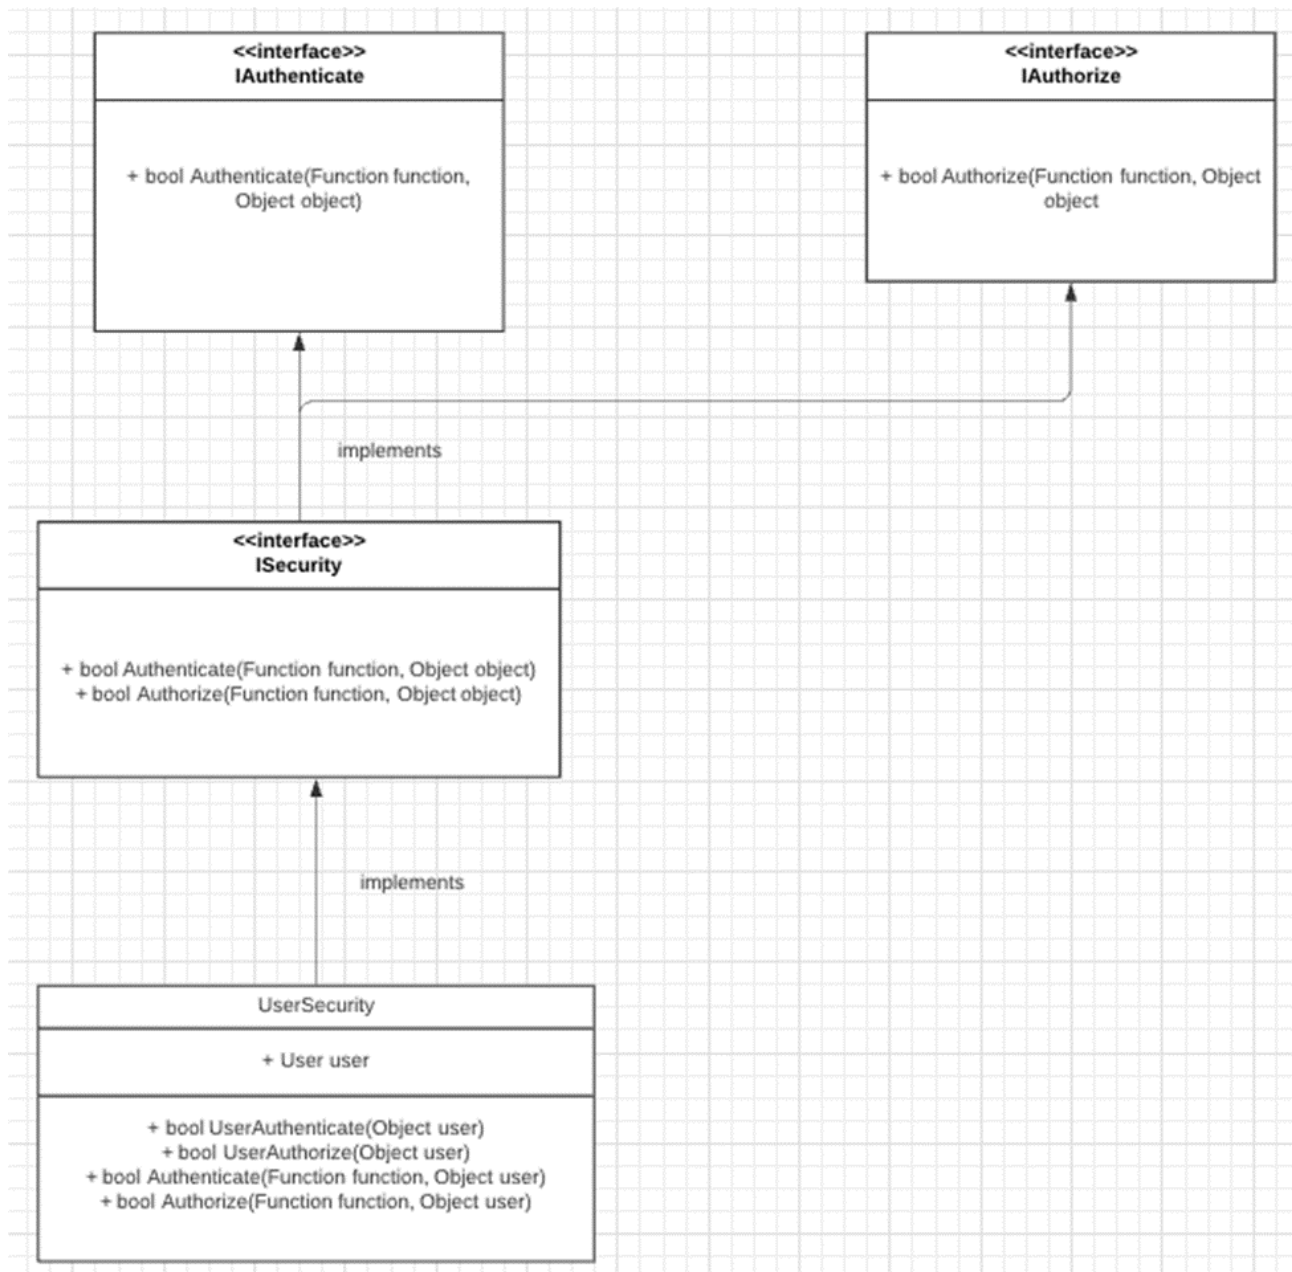 <<interface>>
IAuthenticate
+ bool Authenticate(Function function,
Object object)
<<interface>>
IAuthorize
+ bool Authorize(Function function, Object
object
implements
<<interface>>
ISecurity
+ bool Authenticate(Function function, Object object)
+ bool Authorize(Function function, Object object)
implements
UserSecurity
+ User user
+ bool UserAuthenticate(Object user)
+ bool UserAuthorize(Object user)
+ bool Authenticate(Function function, Object user)
+ bool Authorize(Function function, Object user)